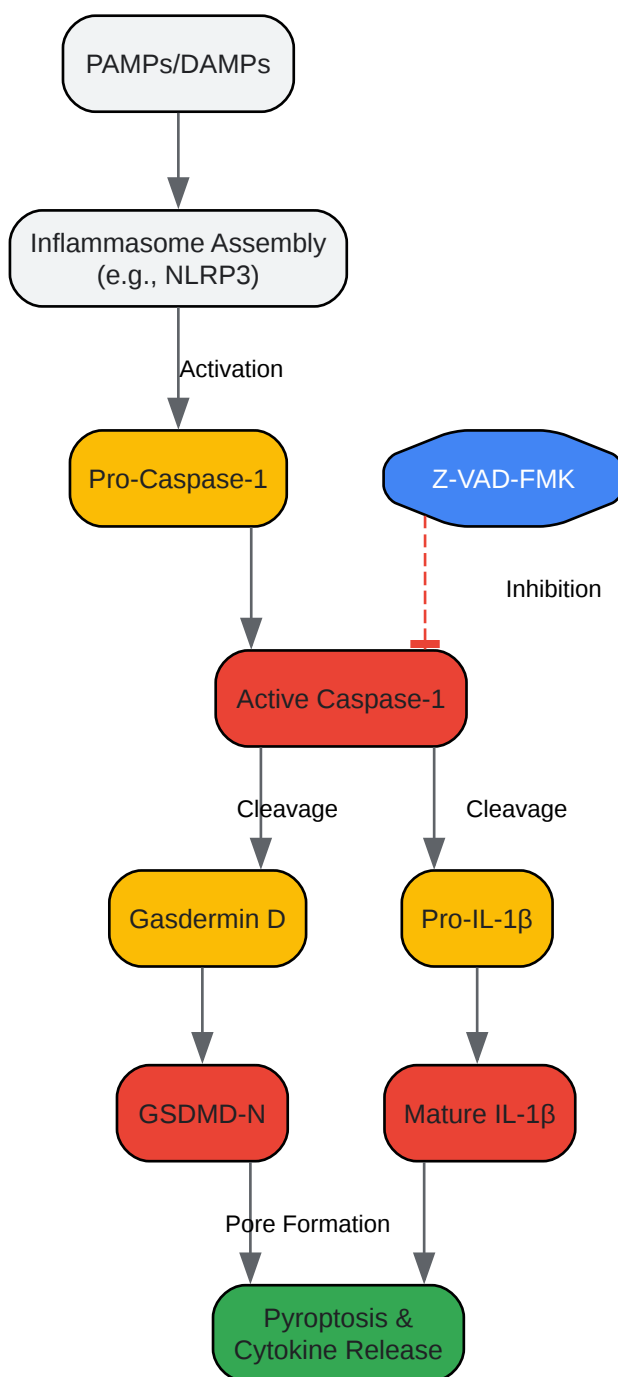 PAMPs/DAMPs
Inflammasome Assembly
(e.g., NLRP3)
Activation
Pro-Caspase-1
Z-VAD-FMK
Inhibition
Active Caspase-1
Cleavage
Cleavage
Gasdermin D
Pro-IL-1β
GSDMD-N
Mature IL-1β
Pore Formation
Pyroptosis &
Cytokine Release